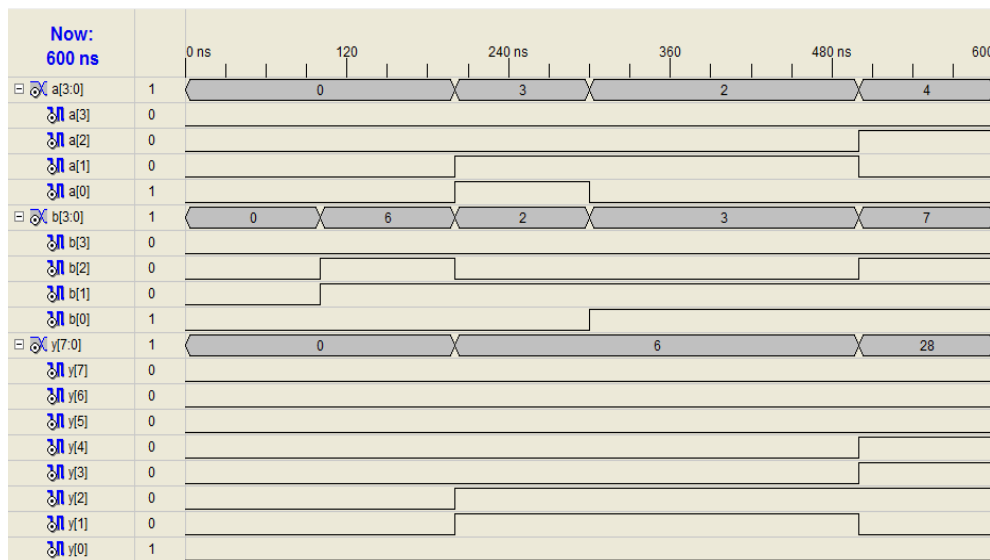 Now:
600 ns
0 ns 120 240 ns 360 480 ns 600
a[3:0] 1 0 3 2 4
a[3] 0
a[2] 0
a[1] 0
a[0] 1
b[3:0] 1 0 6 2 3 7
b[3] 0
b[2] 0
b[1] 0
b[0] 1
y[7:0] 1 0 6 28
y[7] 0
y[6] 0
y[5] 0
y[4] 0
y[3] 0
y[2] 0
y[1] 0
y[0] 1